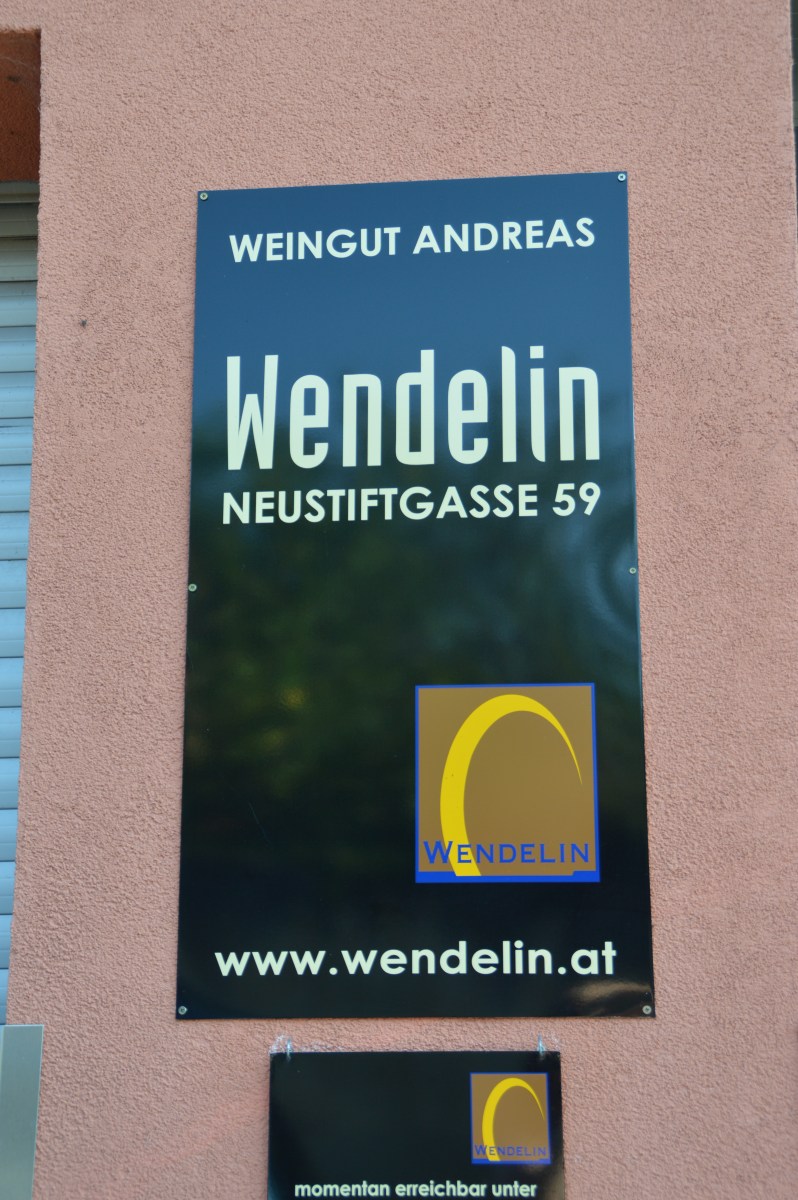 WEINGUT ANDREAS
Wendelin
NEUSTIFTGASSE 59
WENDELIN
www.wendelin.at
WENDELIN
momentan erreichbar unter